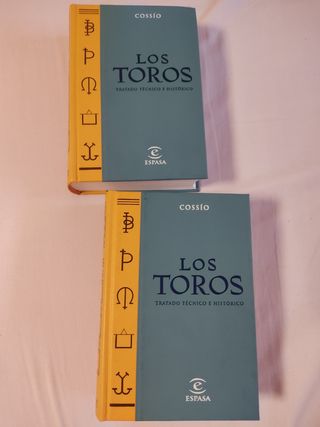 COSSÍO
LOS
TOROS
TRATADO TÉCNICO E HISTÓRICO
e
ESPASA
COSSÍO
LOS
TOROS
TRATADO TÉCNICO E HISTÓRICO
e
ESPASA